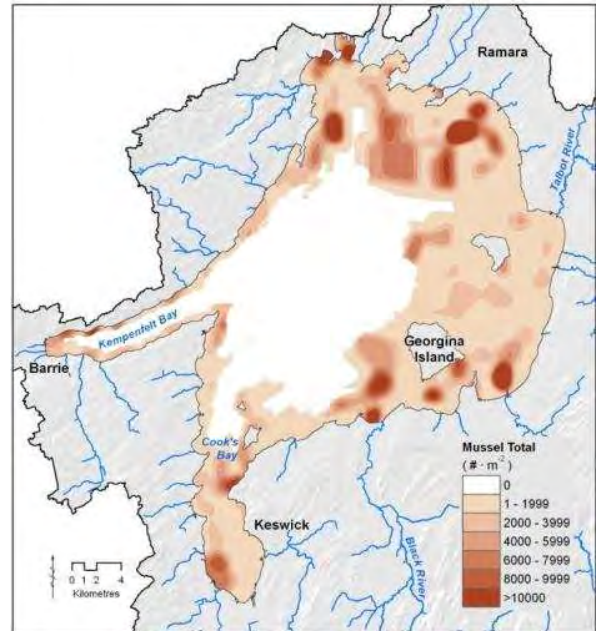 Ramara
Talbot River
Kempenfelt Bay
Barrie
Georgina
Island
Cook's
Bay
Keswick
Black River
Mussel Total
( # · m⁻² )
0
1 - 1999
2000 - 3999
4000 - 5999
6000 - 7999
8000 - 9999
>10000
0 1 2 4
Kilometres